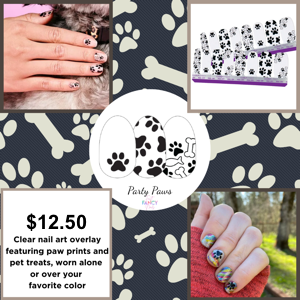 Party Paws
FANCY
$12.50
Clear nail art overlay
featuring paw prints and
pet treats, worn alone
or over your
favorite color